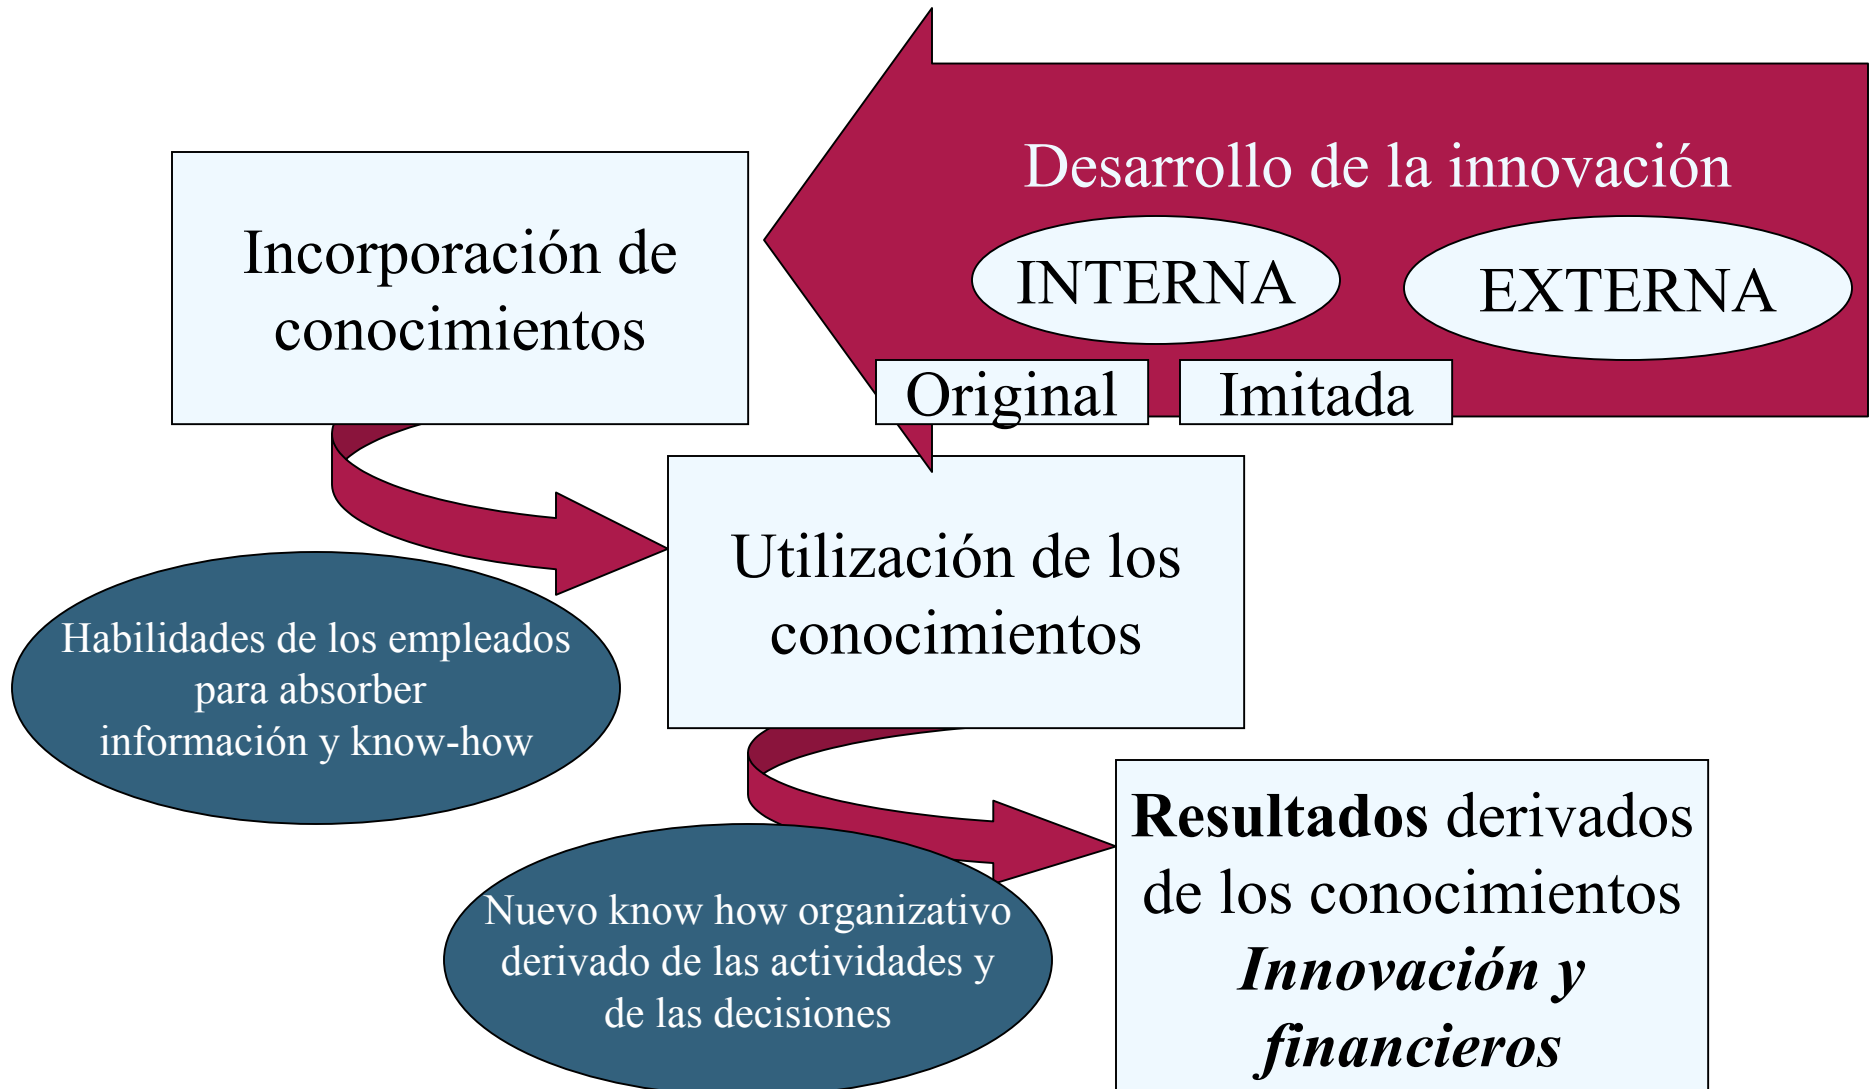 Desarrollo de la innovación
INTERNA
EXTERNA
Original
Imitada
Incorporación de
conocimientos
Utilización de los
conocimientos
Habilidades de los empleados
para absorber
información y know-how
Nuevo know how organizativo
derivado de las actividades y
de las decisiones
Resultados derivados
de los conocimientos
Innovación y
financieros